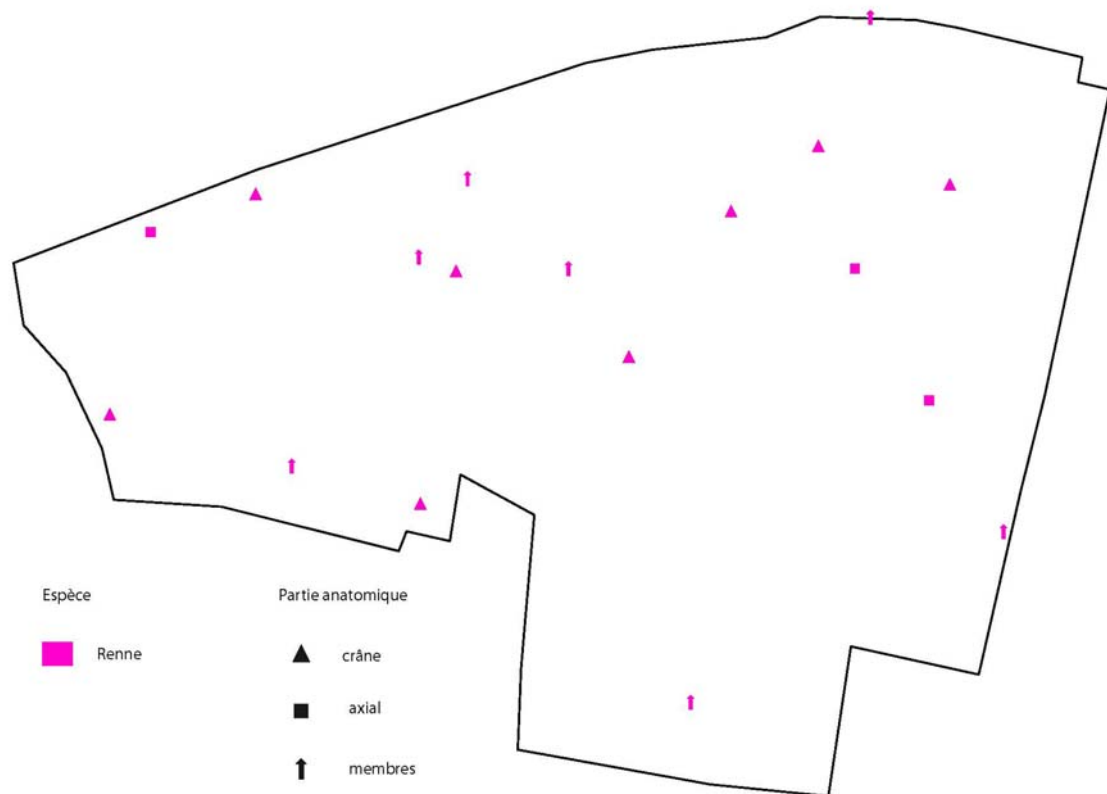 Espèce
Renne
Partie anatomique
crâne
axial
membres